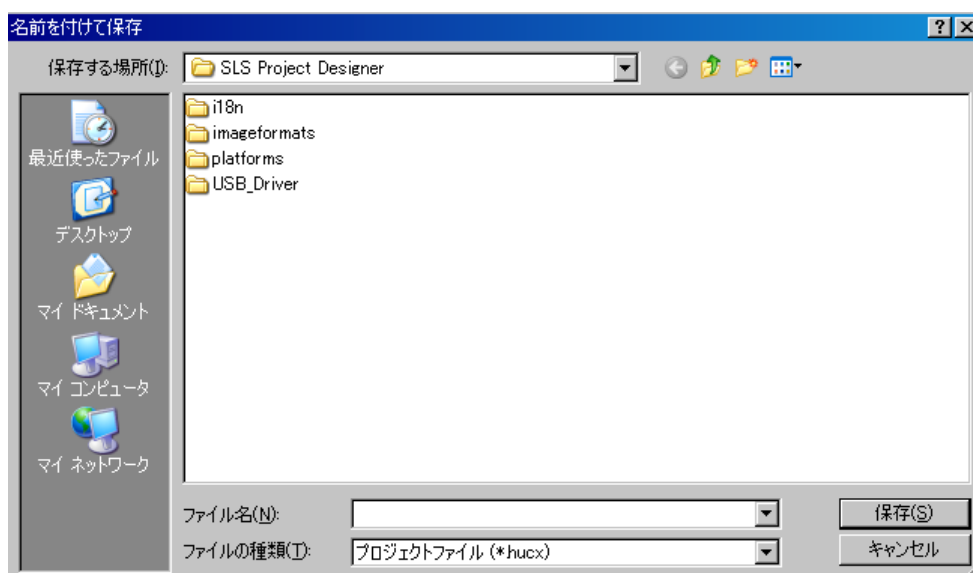 名前を付けて保存
保存する場所(I): SLS Project Designer
i18n
imageformats
platforms
USB_Driver
最近使ったファイル
デスクトップ
マイ ドキュメント
マイ コンピュータ
マイ ネットワーク
ファイル名(N): 保存(S)
ファイルの種類(T): プロジェクトファイル (*hucx) キャンセル